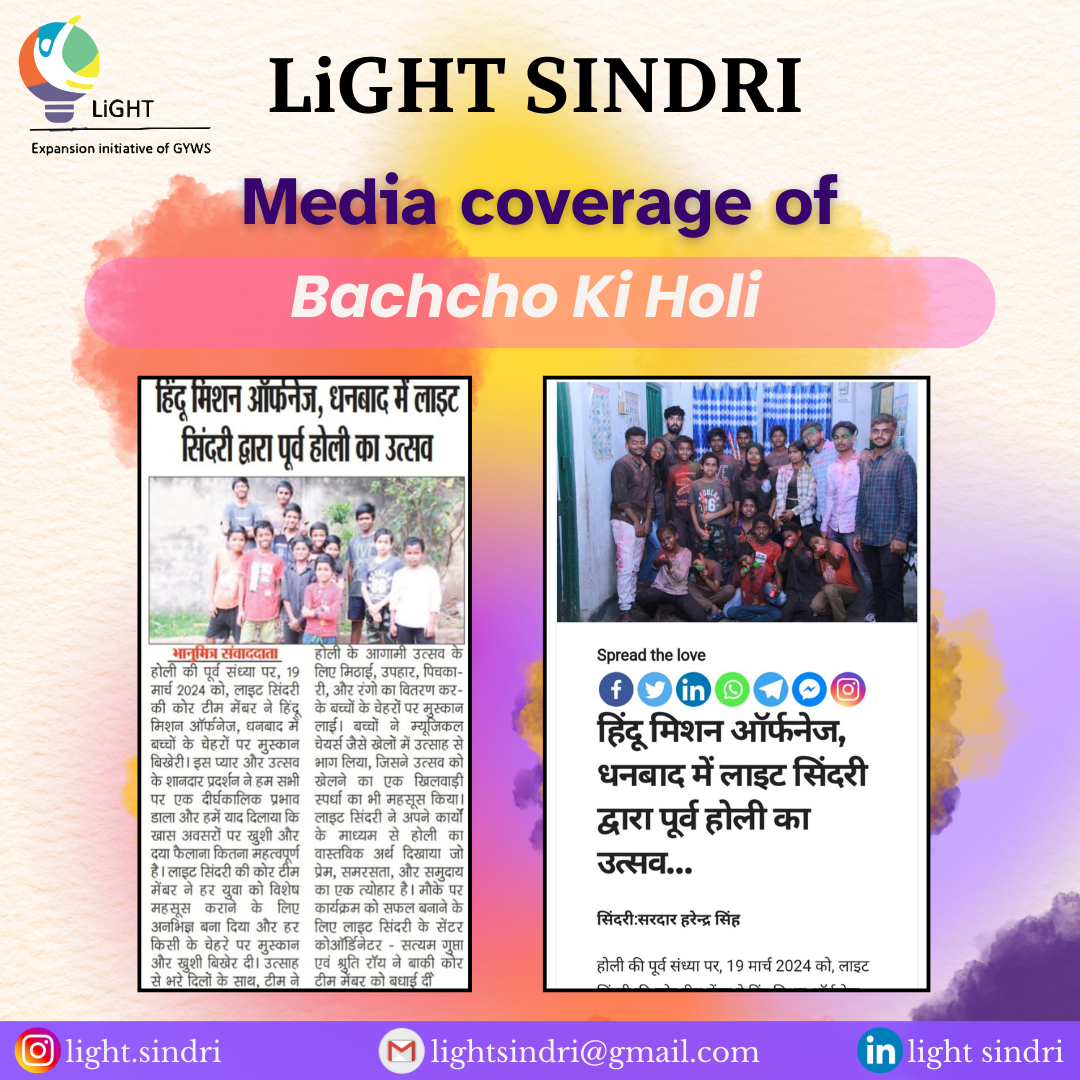 LiGHT
Expansion initiative of GYWS
LiGHT SINDRI
Media coverage of
Bachcho Ki Holi
हिंदू मिशन ऑर्फनेज, धनबाद में लाइट
सिंदरी द्वारा पूर्व होली का उत्सव
भानुमित्र संवाददाता
होली की पूर्व संध्या पर, 19
मार्च 2024 को, लाइट सिंदरी
की कोर टीम मेंबर ने हिंदू
मिशन ऑर्फनेज, धनबाद में
बच्चों के चेहरों पर मुस्कान
बिखेरी। इस प्यार और उत्सव
के शानदार प्रदर्शन ने हम सभी
पर एक दीर्घकालिक प्रभाव
डाला और हमें याद दिलाया कि
खास अवसरों पर खुशी और
दया फैलाना कितना महत्वपूर्ण
है। लाइट सिंदरी की कोर टीम
मेंबर ने हर युवा को विशेष
महसूस कराने के लिए
अनभिज्ञ बना दिया और हर
किसी के चेहरे पर मुस्कान
और खुशी बिखेर दी। उत्साह
से भरे दिलों के साथ, टीम ने
होली के आगामी उत्सव के
लिए मिठाई, उपहार, पिचका-
री, और रंगो का वितरण कर-
के बच्चों के चेहरों पर मुस्कान
लाई। बच्चों ने म्यूजिकल
चेयर्स जैसे खेलों में उत्साह से
भाग लिया, जिसने उत्सव को
खेलने का एक खिलवाड़ी
स्पर्धा का भी महसूस किया।
लाइट सिंदरी ने अपने कार्यों
के माध्यम से होली का
वास्तविक अर्थ दिखाया जो
प्रेम, समरसता, और समुदाय
का एक त्योहार है। मौके पर
कार्यक्रम को सफल बनाने के
लिए लाइट सिंदरी के सेंटर
कोऑर्डिनेटर - सत्यम गुप्ता
एवं श्रुति रॉय ने बाकी कोर
टीम मेंबर को बधाई दी
Spread the love
हिंदू मिशन ऑर्फनेज,
धनबाद में लाइट सिंदरी
द्वारा पूर्व होली का
उत्सव...
सिंदरी:सरदार हरेन्द्र सिंह
होली की पूर्व संध्या पर, 19 मार्च 2024 को, लाइट
light.sindri
lightsindri@gmail.com
light sindri